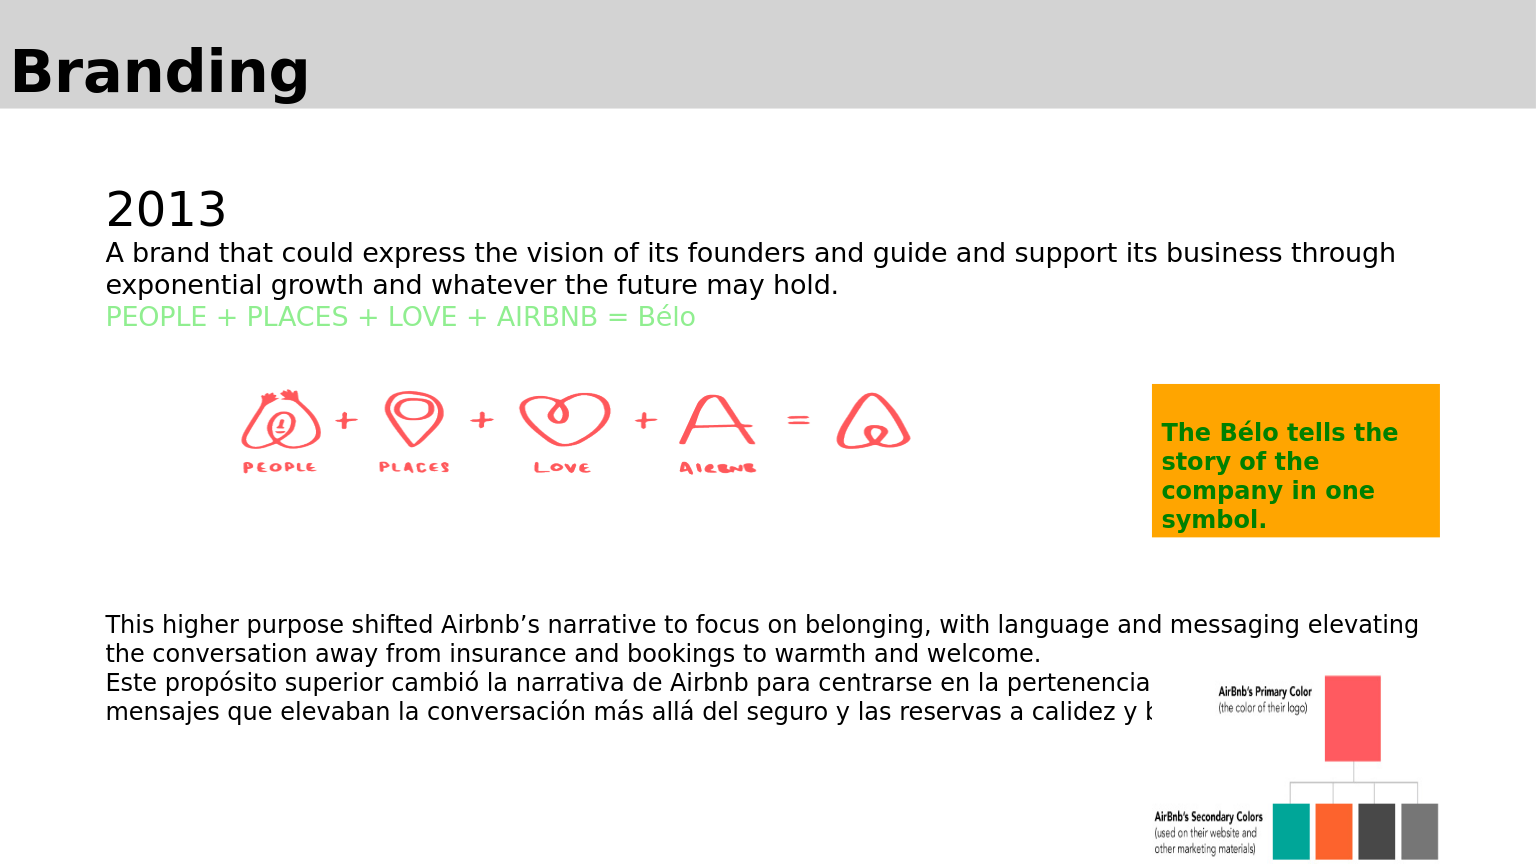 Branding
2013
A brand that could express the vision of its founders and guide and support its business through
exponential growth and whatever the future may hold.
PEOPLE + PLACES + LOVE + AIRBNB = Bélo
+ + + =
PEOPLE PLACES LOVE AIRBNB
The Bélo tells the
story of the
company in one
symbol.
This higher purpose shifted Airbnb’s narrative to focus on belonging, with language and messaging elevating
the conversation away from insurance and bookings to warmth and welcome.
Este propósito superior cambió la narrativa de Airbnb para centrarse en la pertenencia
mensajes que elevaban la conversación más allá del seguro y las reservas a calidez y
AirBnb's Primary Color
(the color of their logo)
AirBnb's Secondary Colors
(used on their website and
other marketing materials)